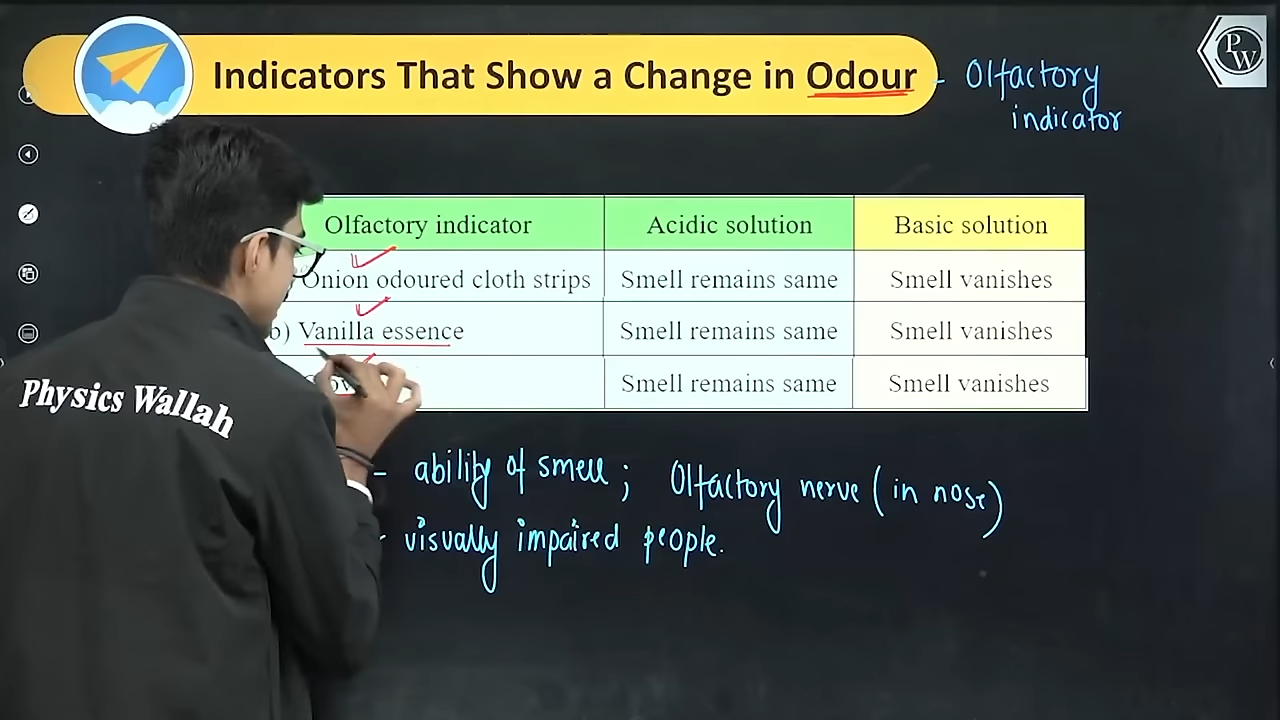 Indicators That Show a Change in Odour - Olfactory
indicator
P
W
Olfactory indicator Acidic solution Basic solution
Onion odoured cloth strips Smell remains same Smell vanishes
b) Vanilla essence Smell remains same Smell vanishes
Smell remains same Smell vanishes
- ability of smell ; Olfactory nerve (in nose)
- visually impaired people.
Physics Wallah